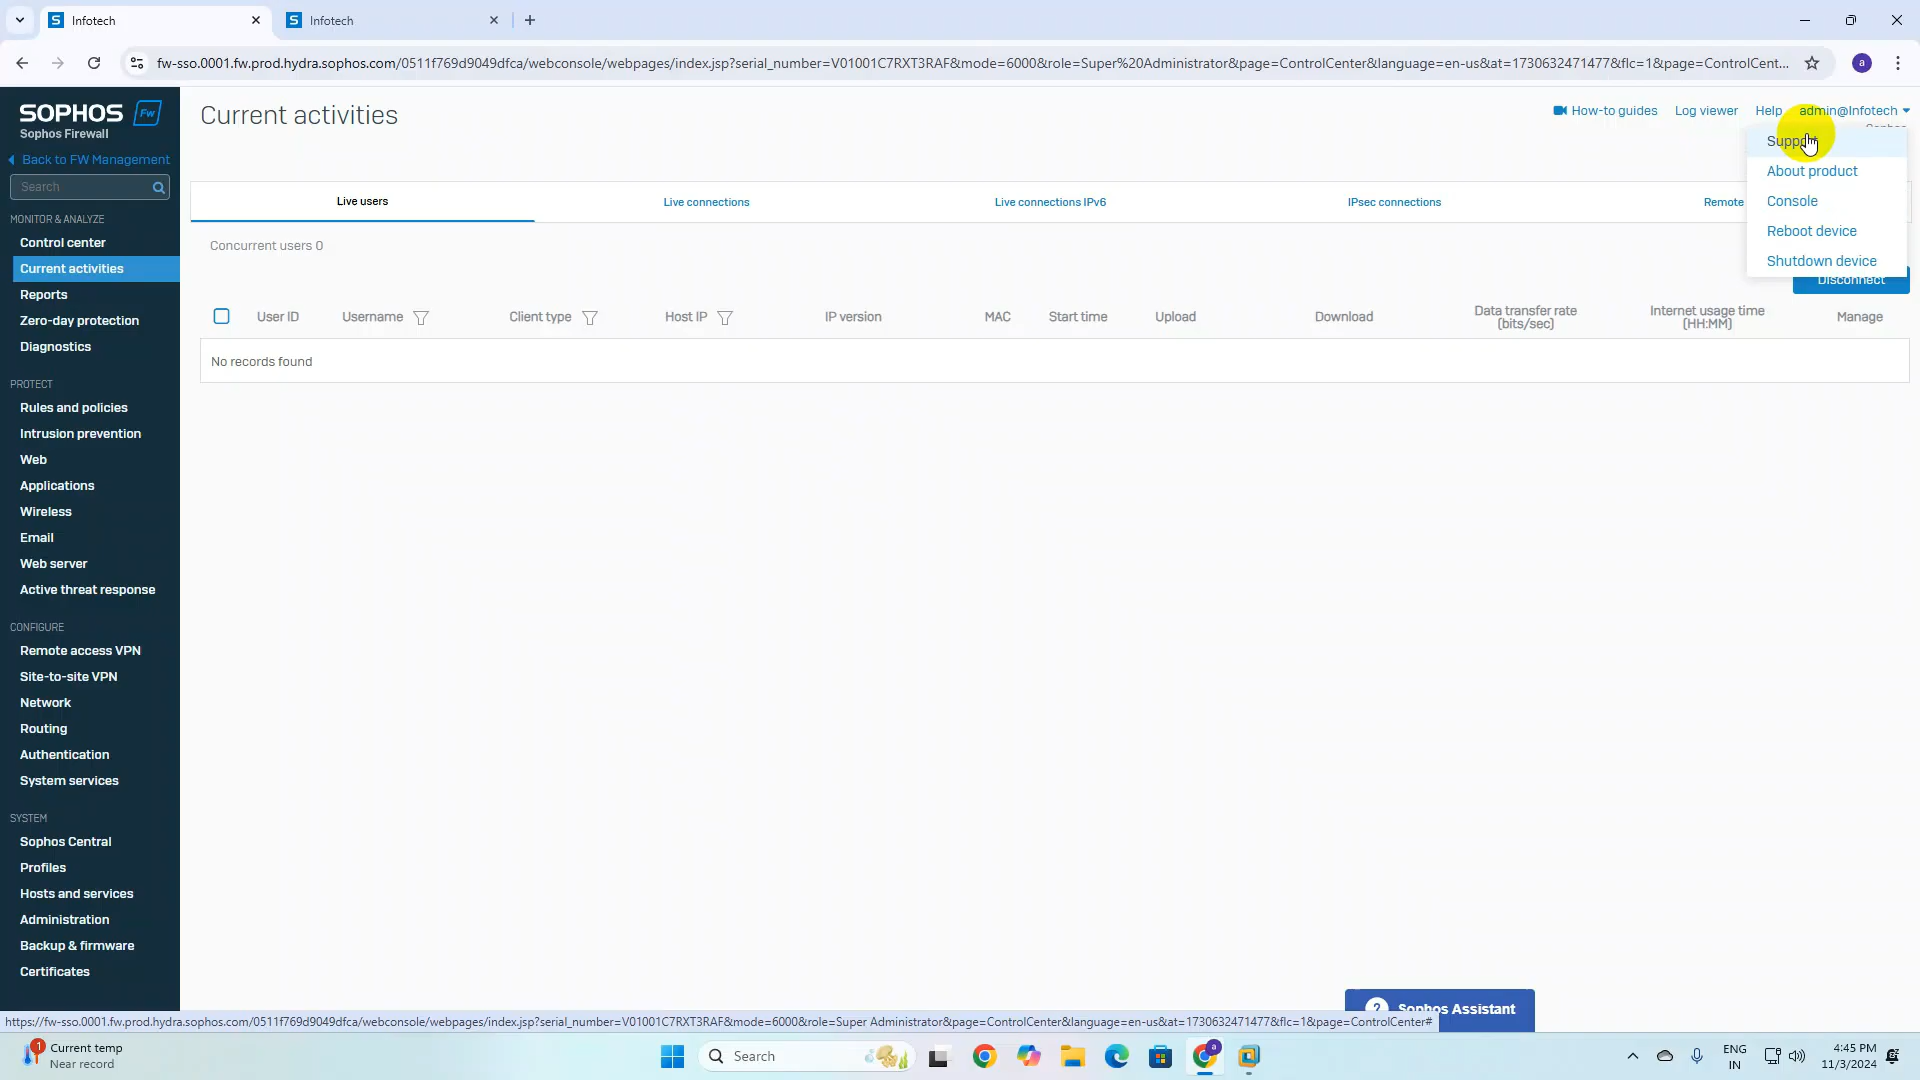 Infotech
Infotech
fw-sso.0001.fw.prod.hydra.sophos.com/0511f769d9049dfca/webconsole/webpages/index.jsp?serial_number=V01001C7RXT3RAF&mode=6000&role=Super%20Administrator&page=ControlCenter&language=en-us&at=1730632471477&flc=1&page=ControlCent...
a
SOPHOS Fw
Sophos Firewall
Back to FW Management
Search
MONITOR & ANALYZE
Control center
Current activities
Reports
Zero-day protection
Diagnostics
PROTECT
Rules and policies
Intrusion prevention
Web
Applications
Wireless
Email
Web server
Active threat response
CONFIGURE
Remote access VPN
Site-to-site VPN
Network
Routing
Authentication
System services
SYSTEM
Sophos Central
Profiles
Hosts and services
Administration
Backup & firmware
Certificates
Current activities
How-to guides Log viewer Help admin@Infotech
Sophos
Support
About product
Console
Reboot device
Shutdown device
Live users Live connections Live connections IPv6 IPsec connections Remote
Concurrent users 0
Disconnect
User ID Username Client type Host IP IP version MAC Start time Upload Download Data transfer rate (bits/sec) Internet usage time (HH:MM) Manage
No records found
? Sophos Assistant
https://fw-sso.0001.fw.prod.hydra.sophos.com/0511f769d9049dfca/webconsole/webpages/index.jsp?serial_number=V01001C7RXT3RAF&mode=6000&role=Super Administrator&page=ControlCenter&language=en-us&at=1730632471477&flc=1&page=ControlCenter#
1
Current temp
Near record
Search
a
ENG
IN
4:45 PM
11/3/2024